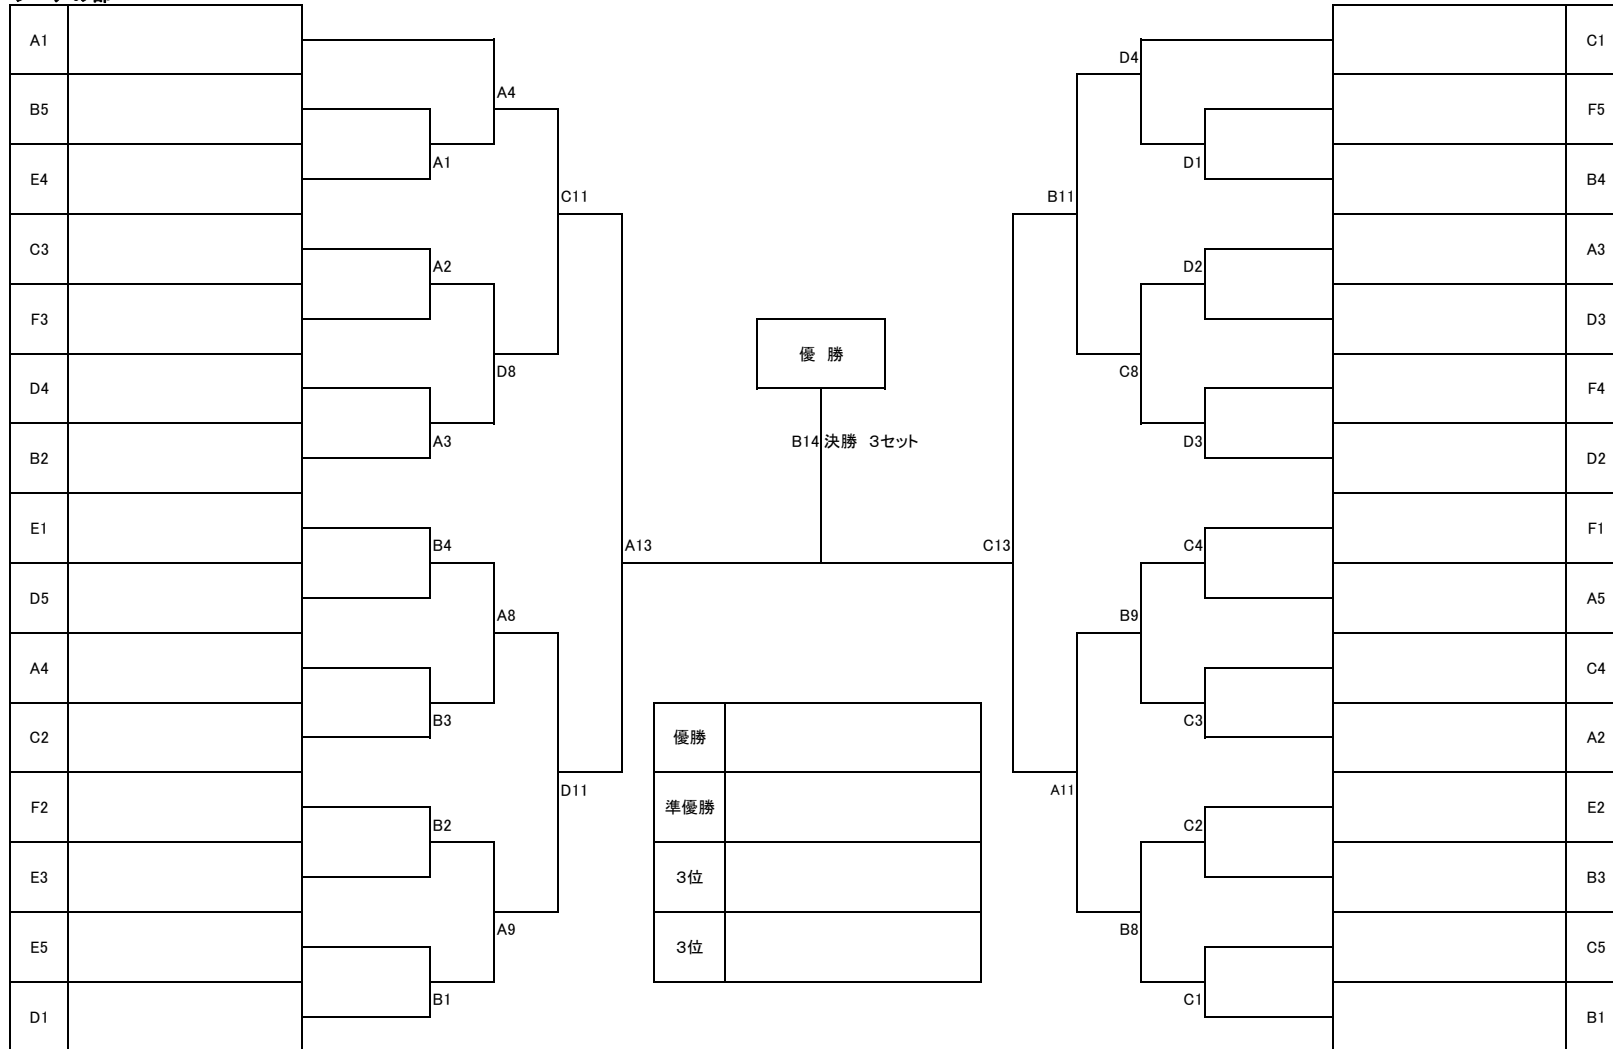 A1
B5
E4
C3
F3
D4
B2
E1
D5
A4
C2
F2
E3
E5
D1
A4
A1
C11
A2
D8
A3
B4
A13
A8
B3
D11
B2
A9
B1
優 勝
B14 決勝 3セット
優勝
準優勝
3位
3位
D4
D1
B11
D2
C8
D3
C13
C4
B9
C3
A11
C2
B8
C1
C1
F5
B4
A3
D3
F4
D2
F1
A5
C4
A2
E2
B3
C5
B1